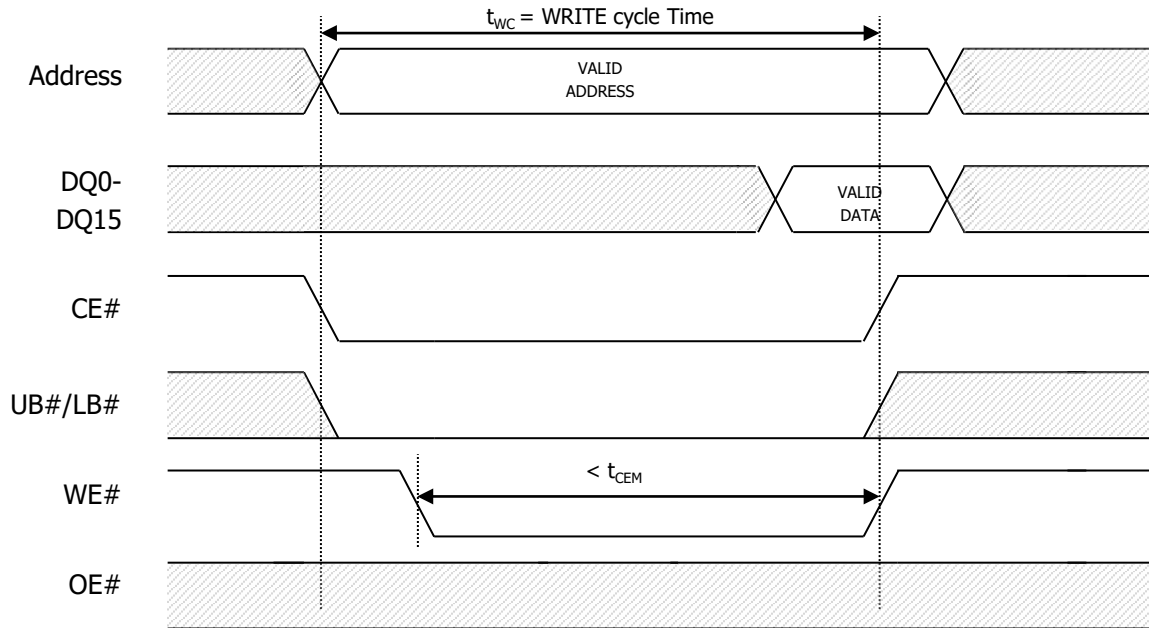 tWC = WRITE cycle Time
Address
VALID
ADDRESS
DQ0-
DQ15
VALID
DATA
CE#
UB#/LB#
WE#
< tCEM
OE#